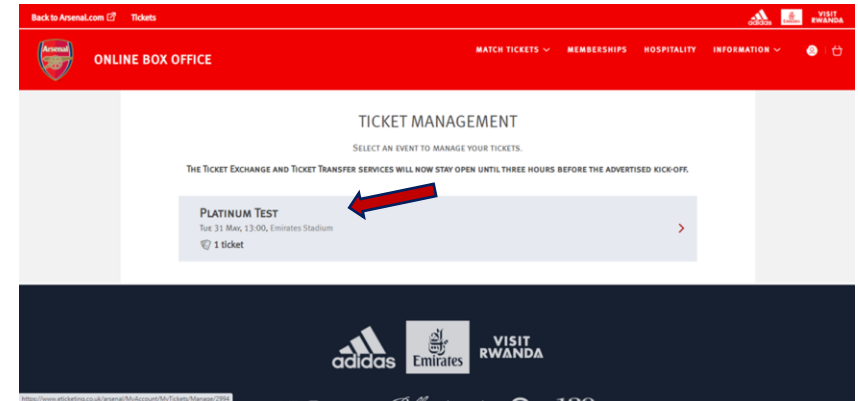 Back to Arsenal.com Tickets
adidas Emirates VISIT RWANDA
Arsenal
ONLINE BOX OFFICE
MATCH TICKETS MEMBERSHIPS HOSPITALITY INFORMATION
TICKET MANAGEMENT
SELECT AN EVENT TO MANAGE YOUR TICKETS.
THE TICKET EXCHANGE AND TICKET TRANSFER SERVICES WILL NOW STAY OPEN UNTIL THREE HOURS BEFORE THE ADVERTISED KICK-OFF.
PLATINUM TEST
Tue 31 May, 13:00, Emirates Stadium
1 ticket
adidas Emirates VISIT RWANDA
https://www.eticketing.co.uk/arsenal/MyAccount/MyTickets/Manage/2994